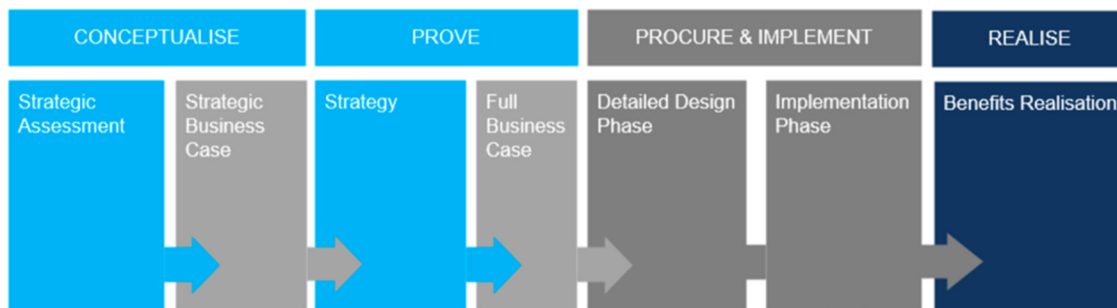 CONCEPTUALISE
PROVE
PROCURE & IMPLEMENT
REALISE
Strategic
Assessment
Strategic
Business
Case
Strategy
Full
Business
Case
Detailed Design
Phase
Implementation
Phase
Benefits Realisation